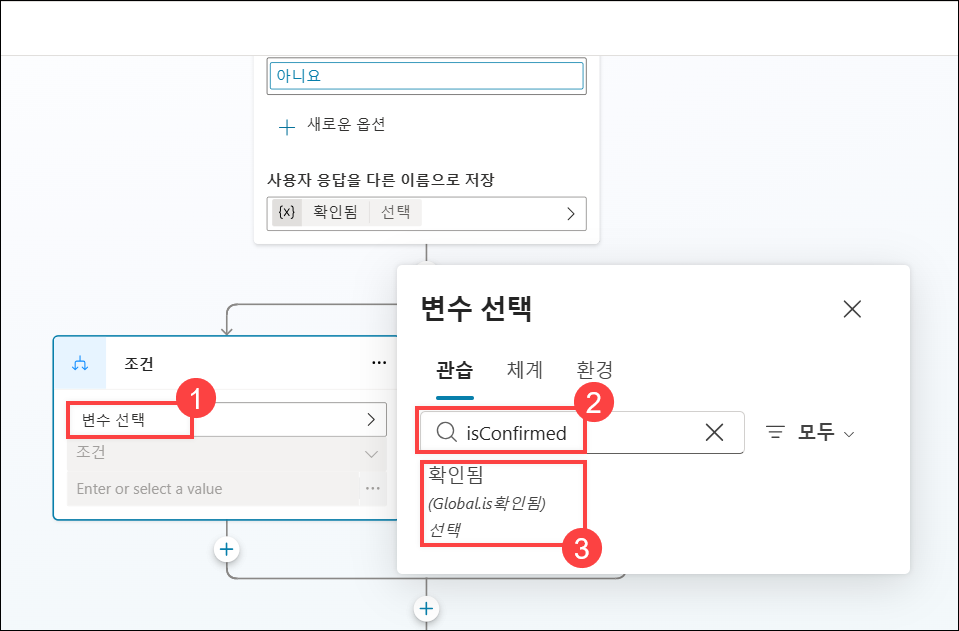 아니요
새로운 옵션
사용자 응답을 다른 이름으로 저장
{x} 확인됨 선택
변수 선택
관습 체계 환경
조건
1
2
변수 선택
isConfirmed
모두
조건
확인됨
(Global.is확인됨)
Enter or select a value
선택
3